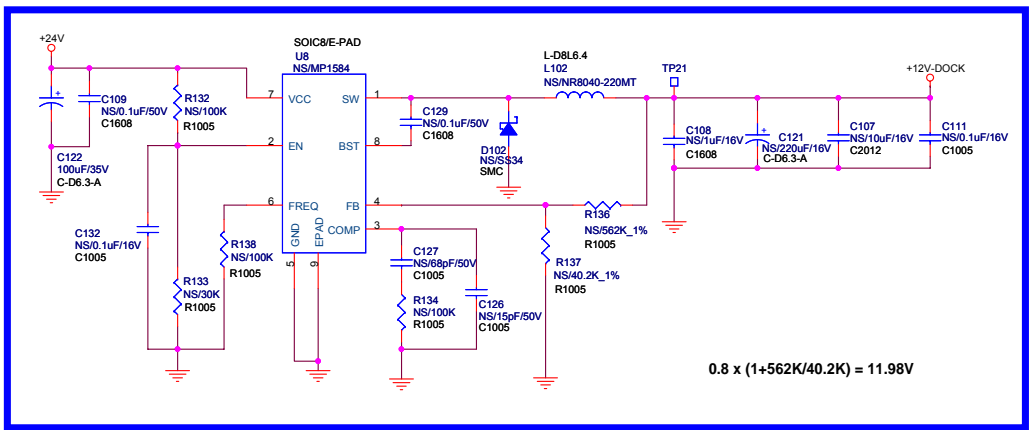 +24V
C109
NS/0.1uF/50V
C1608
C122
100uF/35V
C-D6.3-A
R132
NS/100K
R1005
C132
NS/0.1uF/16V
C1005
R133
NS/30K
R1005
R138
NS/100K
R1005
SOIC8/E-PAD
U8
NS/MP1584
7
VCC
SW
1
2
EN
BST
8
6
FREQ
FB
4
COMP
3
GND
EPAD
5
9
C129
NS/0.1uF/50V
C1608
D102
NS/SS34
SMC
L-D8L6.4
L102
NS/NR8040-220MT
TP21
+12V-DOCK
C108
NS/1uF/16V
C1608
+
C121
NS/220uF/16V
C-D6.3-A
C107
NS/10uF/16V
C2012
C111
NS/0.1uF/16V
C1005
R136
NS/562K_1%
R1005
R137
NS/40.2K_1%
R1005
C127
NS/68pF/50V
C1005
R134
NS/100K
R1005
C126
NS/15pF/50V
C1005
0.8 x (1+562K/40.2K) = 11.98V